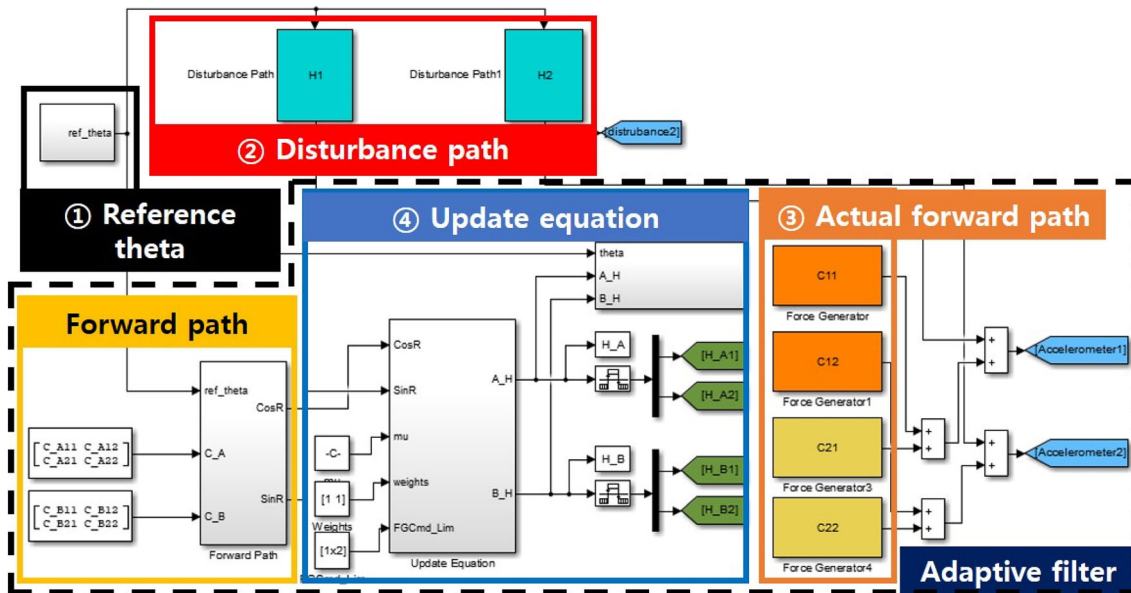 Disturbance Path
H1
Disturbance Path1
H2
ref_theta
[distrubance2]
② Disturbance path
① Reference
theta
④ Update equation
③ Actual forward path
Forward path
ref_theta
CosR
C_A11 C_A12
C_A21 C_A22
C_A
C_B11 C_B12
C_B21 C_B22
C_B
SinR
Forward Path
CosR
SinR
-C-
mu
[1 1]
weights
Weights
[1x2]
FGCmd_Lim
A_H
B_H
Update Equation
theta
A_H
B_H
H_A
[H_A1]
[H_A2]
H_B
[H_B1]
[H_B2]
C11
Force Generator
C12
Force Generator1
C21
Force Generator3
C22
Force Generator4
+
+
+
+
+
+
+
+
[Accelerometer1]
[Accelerometer2]
Adaptive filter